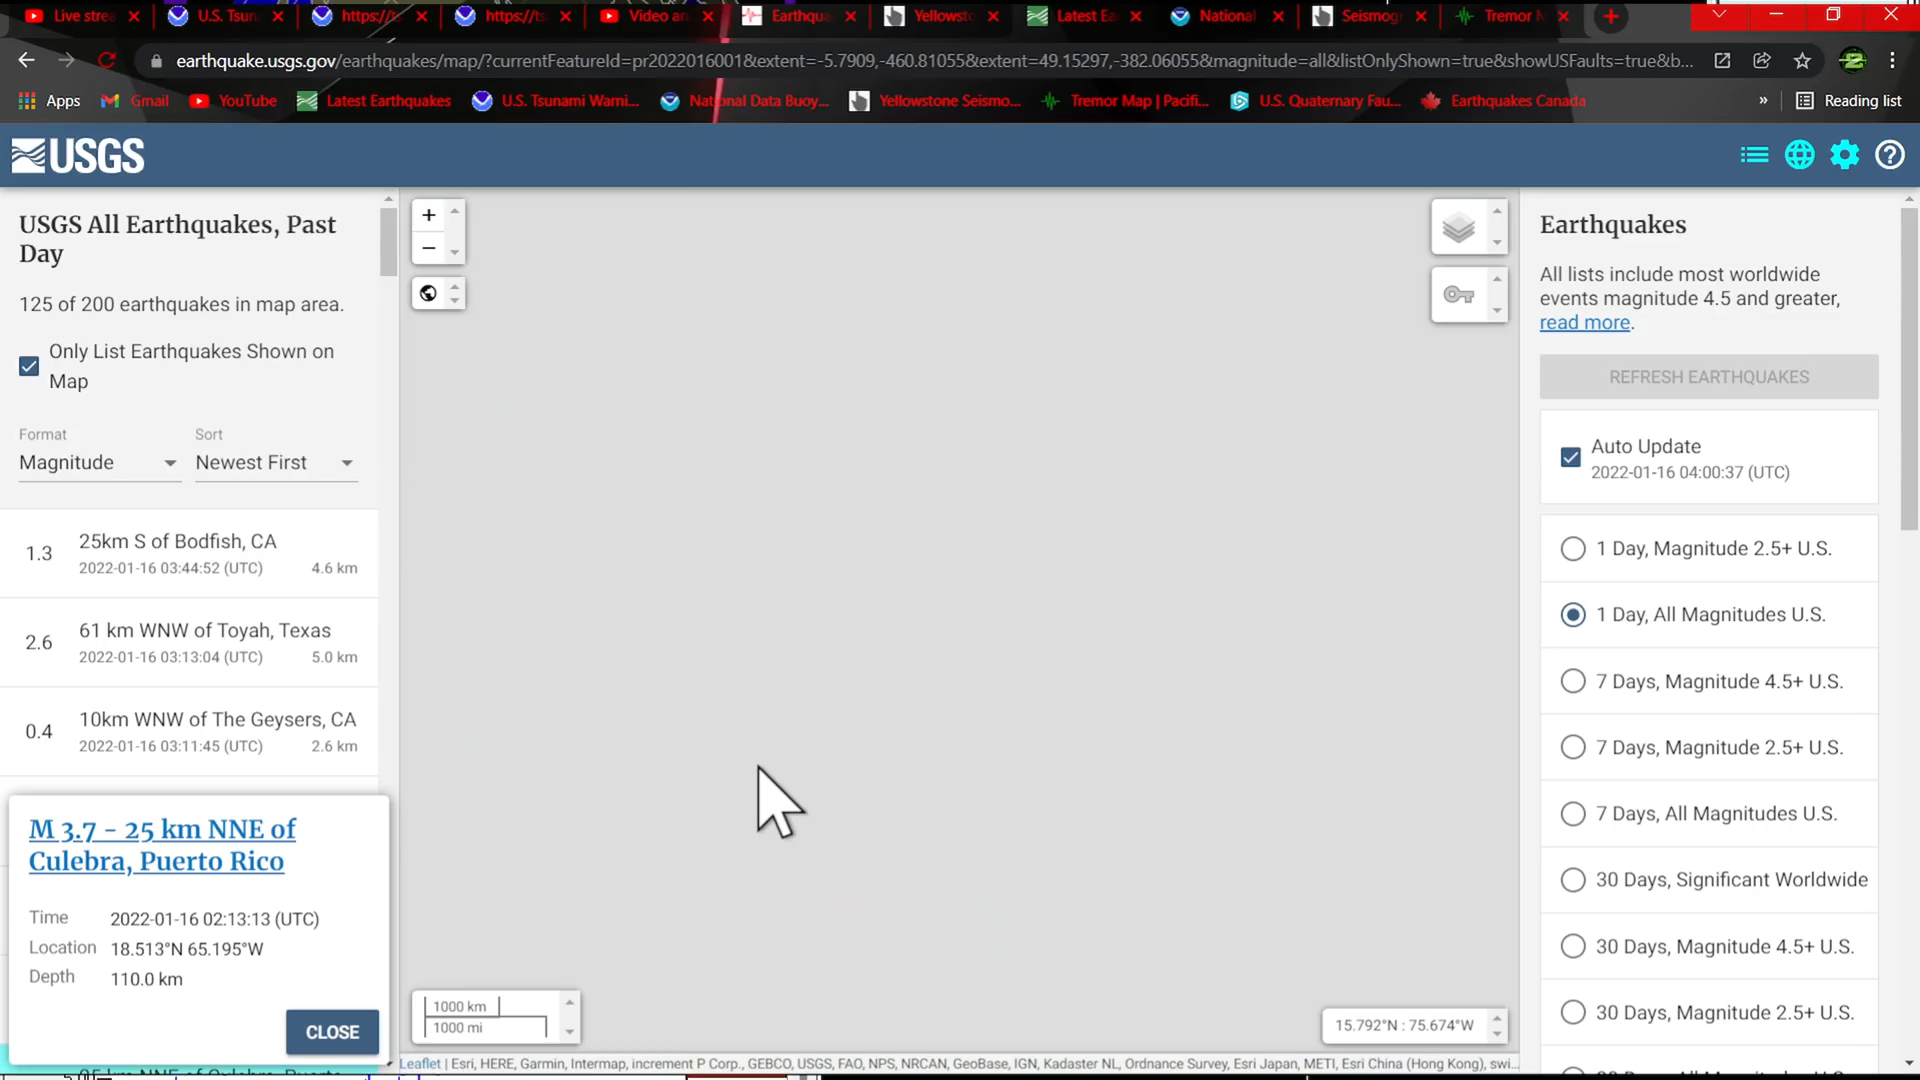 Live strea
U.S. Tsun
https://t
https://ts
Video an
Earthqua
Yellowsto
Latest Ea
National
Seismog
Tremor M
earthquake.usgs.gov/earthquakes/map/?currentFeatureId=pr2022016001&extent=-5.7909,-460.81055&extent=49.15297,-382.06055&magnitude=all&listOnlyShown=true&showUSFaults=true&b...
Apps
Gmail
YouTube
Latest Earthquakes
U.S. Tsunami Warni...
National Data Buoy...
Yellowstone Seismo...
Tremor Map | Pacifi...
U.S. Quaternary Fau...
Earthquakes Canada
»
Reading list
USGS
USGS All Earthquakes, Past
Day
125 of 200 earthquakes in map area.
Only List Earthquakes Shown on
Map
Format
Magnitude
Sort
Newest First
1.3
25km S of Bodfish, CA
2022-01-16 03:44:52 (UTC)
4.6 km
2.6
61 km WNW of Toyah, Texas
2022-01-16 03:13:04 (UTC)
5.0 km
0.4
10km WNW of The Geysers, CA
2022-01-16 03:11:45 (UTC)
2.6 km
M 3.7 - 25 km NNE of
Culebra, Puerto Rico
Time
2022-01-16 02:13:13 (UTC)
Location
18.513°N 65.195°W
Depth
110.0 km
CLOSE
+
−
1000 km
1000 mi
15.792°N : 75.674°W
Leaflet | Esri, HERE, Garmin, Intermap, increment P Corp., GEBCO, USGS, FAO, NPS, NRCAN, GeoBase, IGN, Kadaster NL, Ordnance Survey, Esri Japan, METI, Esri China (Hong Kong), swi...
Earthquakes
All lists include most worldwide
events magnitude 4.5 and greater,
read more.
REFRESH EARTHQUAKES
Auto Update
2022-01-16 04:00:37 (UTC)
1 Day, Magnitude 2.5+ U.S.
1 Day, All Magnitudes U.S.
7 Days, Magnitude 4.5+ U.S.
7 Days, Magnitude 2.5+ U.S.
7 Days, All Magnitudes U.S.
30 Days, Significant Worldwide
30 Days, Magnitude 4.5+ U.S.
30 Days, Magnitude 2.5+ U.S.